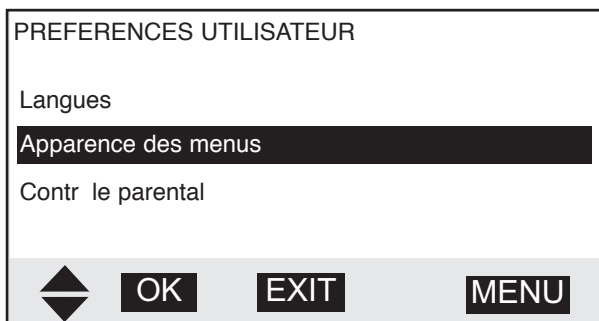 PREFERENCES UTILISATEUR
Langues
Apparence des menus
Contr le parental
OK EXIT MENU